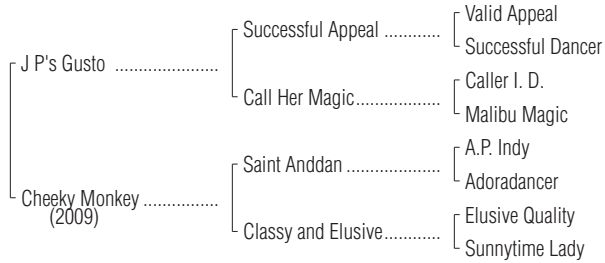 Valid Appeal
Successful Appeal ............
Successful Dancer
J P's Gusto ......................
Caller I. D.
Call Her Magic..................
Malibu Magic
A.P. Indy
Saint Anddan ....................
Adoradancer
Cheeky Monkey ................
(2009)
Elusive Quality
Classy and Elusive............
Sunnytime Lady